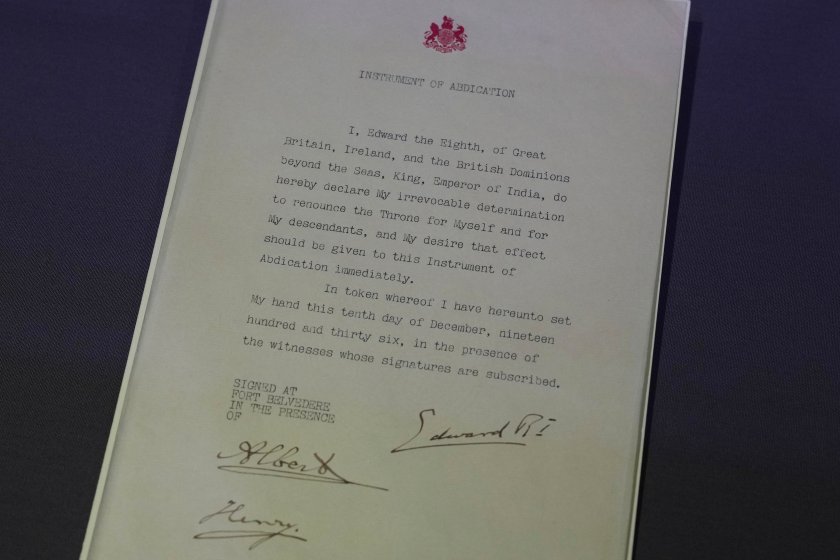 INSTRUMENT OF ABDICATION
I, Edward the Eighth, of Great
Britain, Ireland, and the British Dominions
beyond the Seas, King, Emperor of India, do
hereby declare My irrevocable determination
to renounce the Throne for Myself and for
My descendants, and My desire that effect
should be given to this Instrument of
Abdication immediately.
In token whereof I have hereunto set
My hand this tenth day of December, nineteen
hundred and thirty six, in the presence of
the witnesses whose signatures are subscribed.
SIGNED AT
FORT BELVEDERE
IN THE PRESENCE
OF
Edward RI
Albert
Henry.